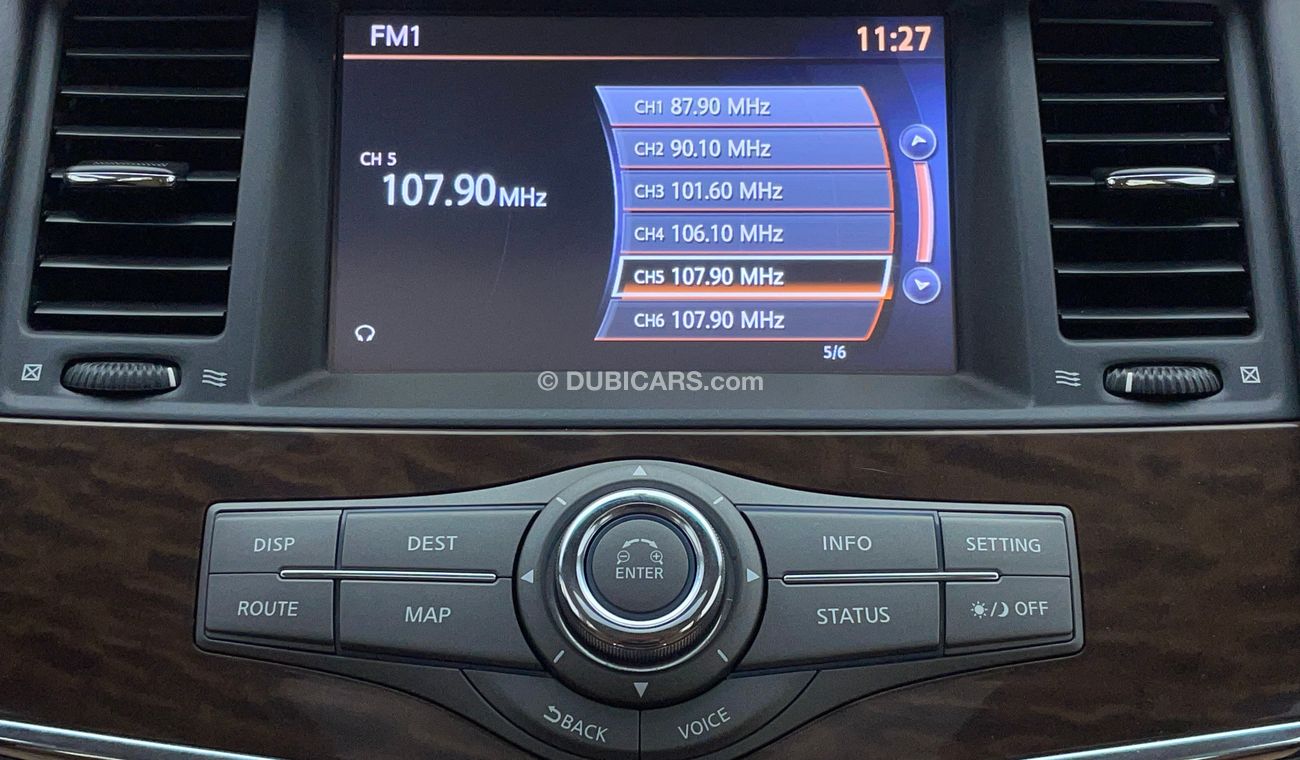 FM1
11:27
CH 5
107.90 MHz
CH1 87.90 MHz
CH2 90.10 MHz
CH3 101.60 MHz
CH4 106.10 MHz
CH5 107.90 MHz
CH6 107.90 MHz
5/6
© DUBICARS.com
DISP
DEST
ROUTE
MAP
ENTER
INFO
SETTING
STATUS
OFF
BACK
VOICE